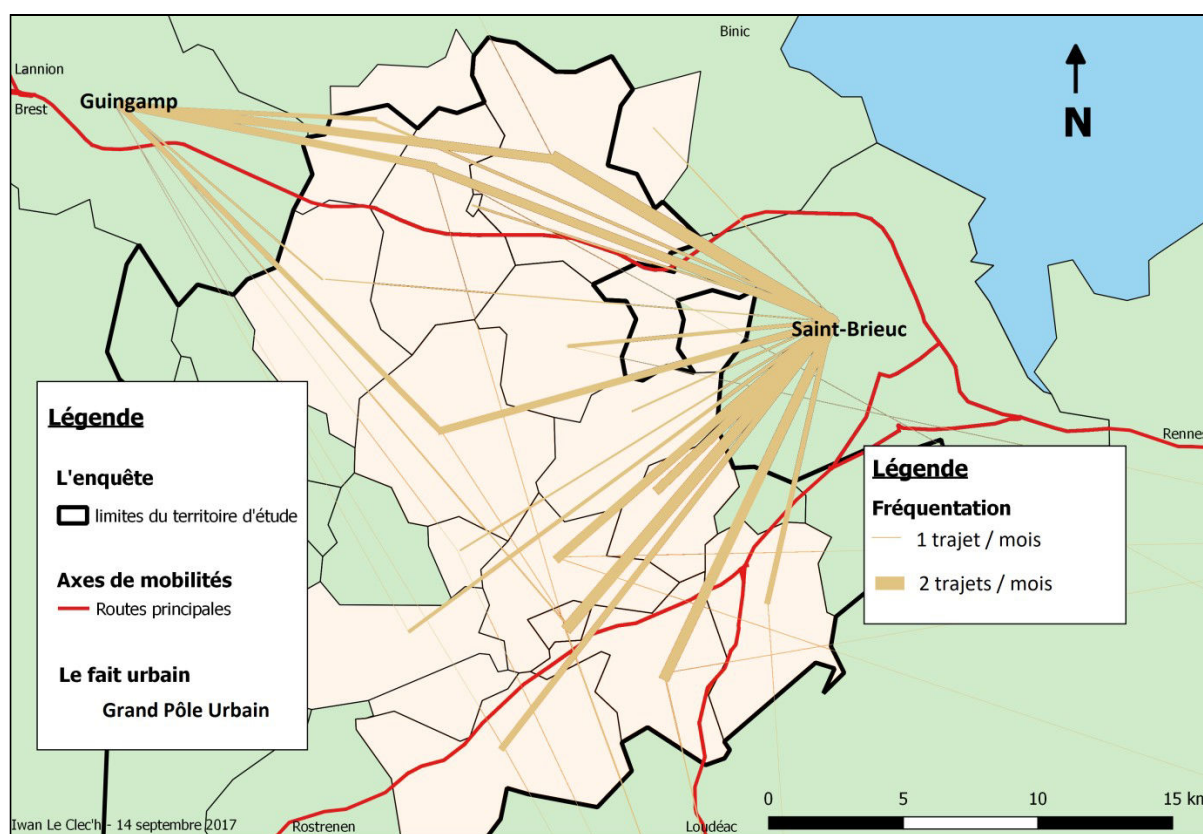 Binic
Lannion
Guingamp
Brest
N
Saint-Brieuc
Rennes
Légende
L'enquête
limites du territoire d'étude
Axes de mobilités
Routes principales
Le fait urbain
Grand Pôle Urbain
Légende
Fréquentation
1 trajet / mois
2 trajets / mois
0 5 10 15 km
Iwan Le Clec'h - 14 septembre 2017
Rostrenen
Loudéac